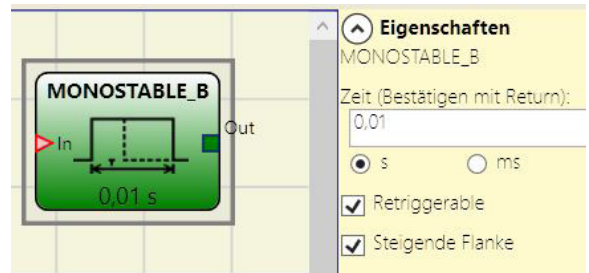 MONOSTABLE_B
In
Out
0,01 s
Eigenschaften
MONOSTABLE_B
Zeit (Bestätigen mit Return):
0,01
s ms
Retriggerable
Steigende Flanke